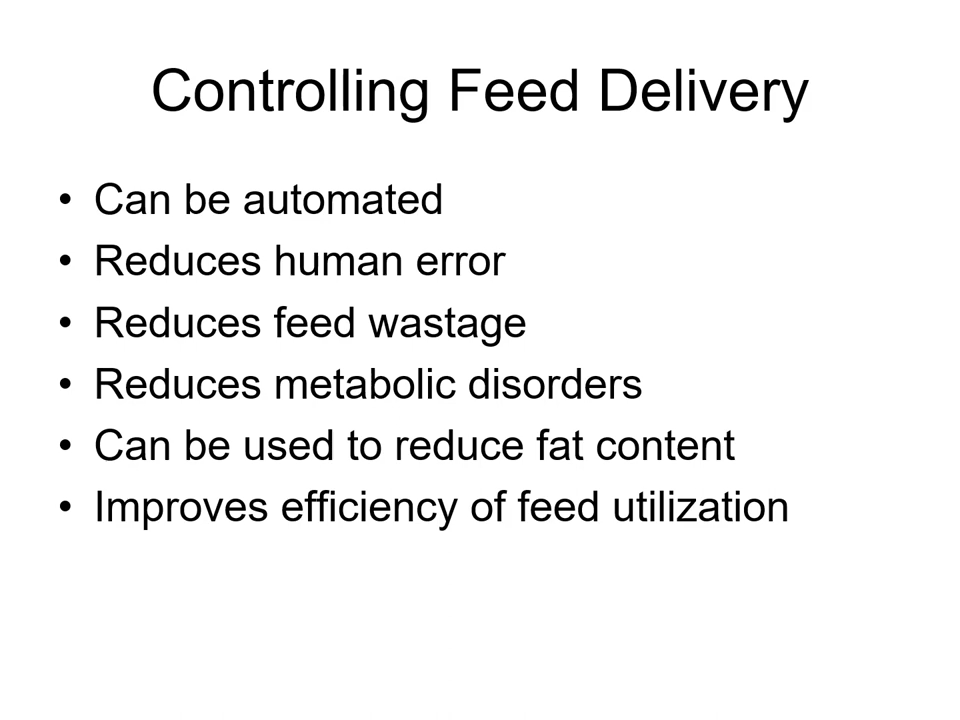 Controlling Feed Delivery
• Can be automated
• Reduces human error
• Reduces feed wastage
• Reduces metabolic disorders
• Can be used to reduce fat content
• Improves efficiency of feed utilization